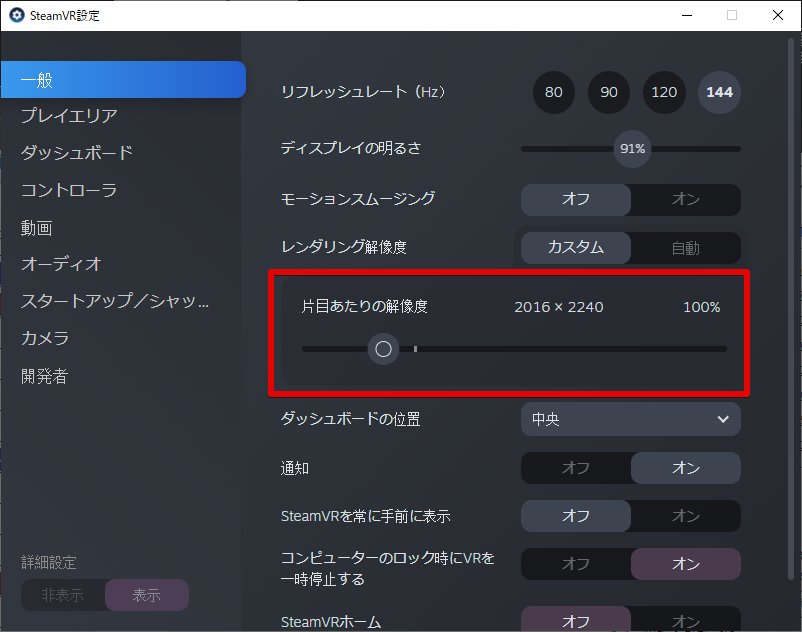 SteamVR設定
一般
プレイエリア
ダッシュボード
コントローラ
動画
オーディオ
スタートアップ／シャッ...
カメラ
開発者
詳細設定
非表示 表示
リフレッシュレート（Hz） 80 90 120 144
ディスプレイの明るさ 91%
モーションスムージング オフ オン
レンダリング解像度 カスタム 自動
片目あたりの解像度 2016 × 2240 100%
ダッシュボードの位置 中央
通知 オフ オン
SteamVRを常に手前に表示 オフ オン
コンピューターのロック時にVRを
一時停止する オフ オン
SteamVRホーム オフ オン